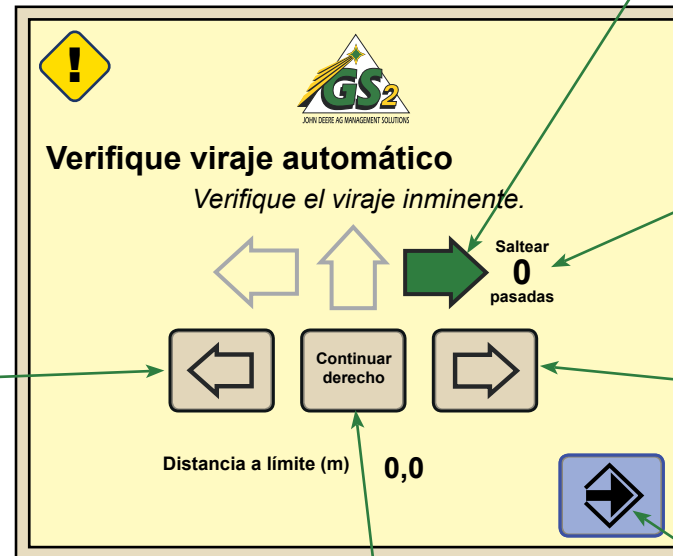 !
GS2
JOHN DEERE AG MANAGEMENT SOLUTIONS
Verifique viraje automático
Verifique el viraje inminente.
Saltear
0
pasadas
Continuar
derecho
Distancia a límite (m) 0,0